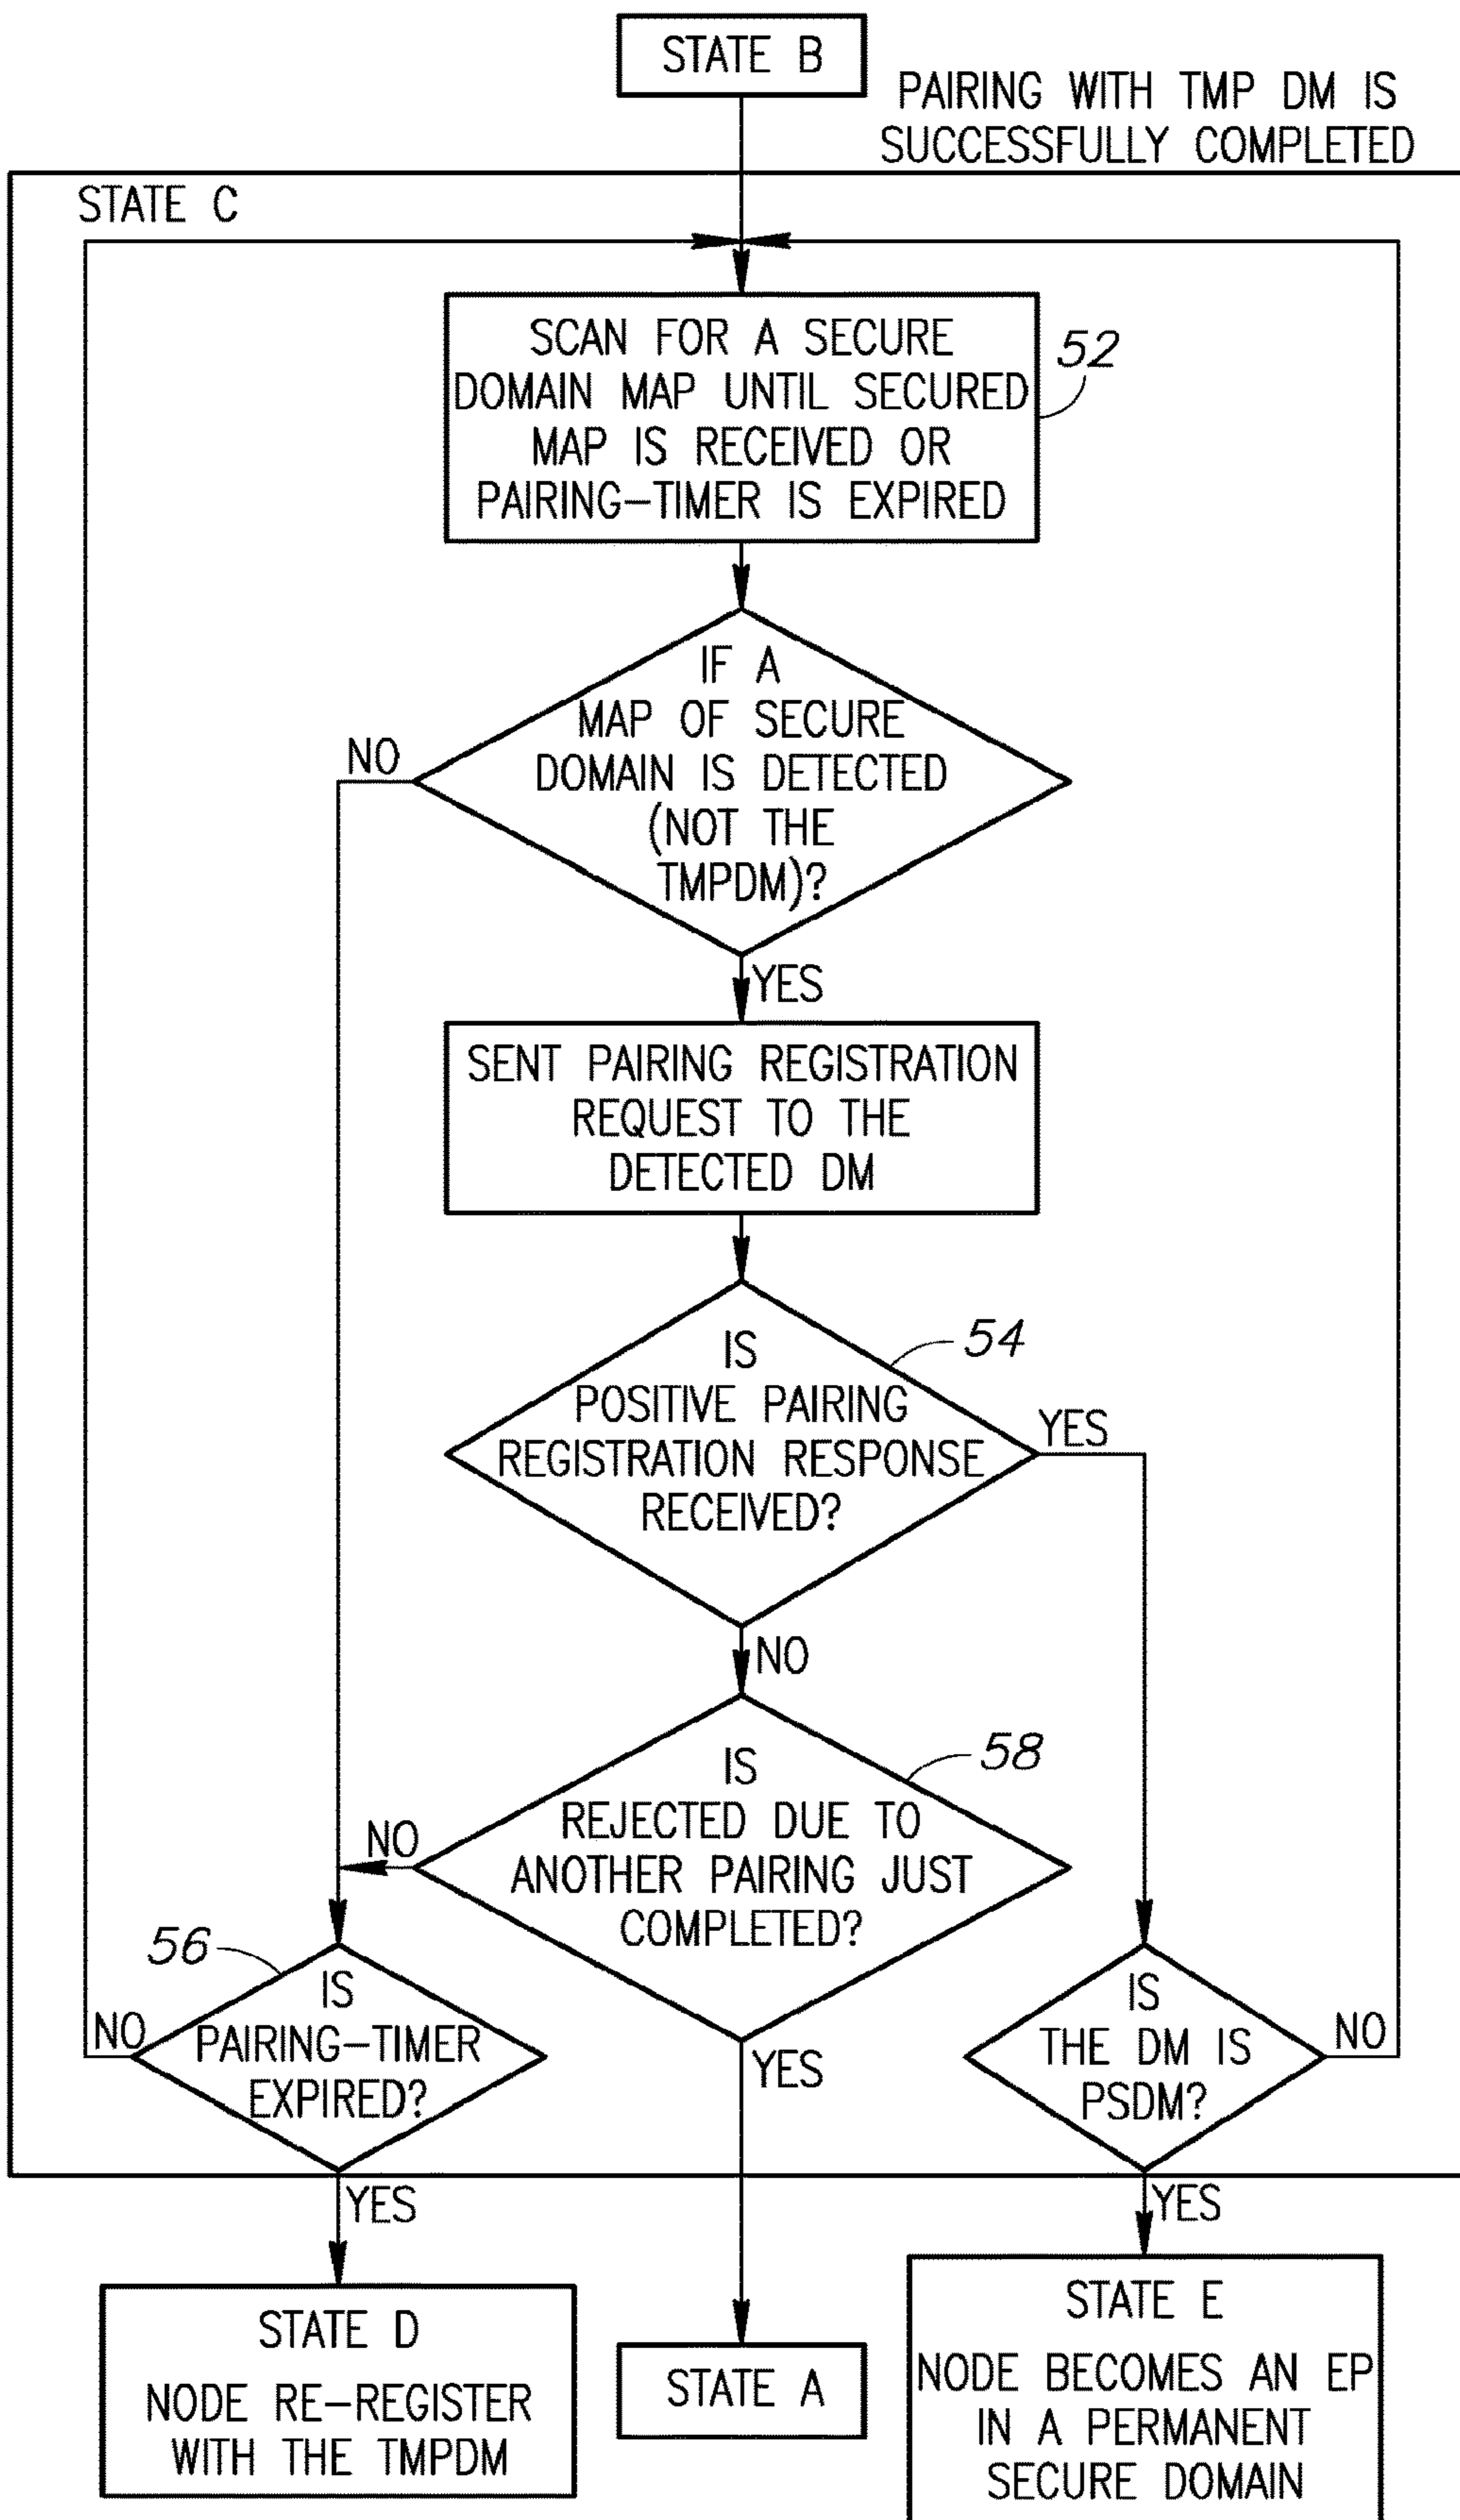 STATE B
PAIRING WITH TMP DM IS
SUCCESSFULLY COMPLETED
STATE C
SCAN FOR A SECURE
DOMAIN MAP UNTIL SECURED
MAP IS RECEIVED OR
PAIRING-TIMER IS EXPIRED
52
IF A
MAP OF SECURE
DOMAIN IS DETECTED
(NOT THE
TMPDM)?
NO
YES
SENT PAIRING REGISTRATION
REQUEST TO THE
DETECTED DM
IS
POSITIVE PAIRING
REGISTRATION RESPONSE
RECEIVED?
54
YES
NO
IS
REJECTED DUE TO
ANOTHER PAIRING JUST
COMPLETED?
58
NO
YES
56
IS
PAIRING-TIMER
EXPIRED?
NO
YES
IS
THE DM IS
PSDM?
NO
YES
STATE D
NODE RE-REGISTER
WITH THE TMPDM
STATE A
STATE E
NODE BECOMES AN EP
IN A PERMANENT
SECURE DOMAIN